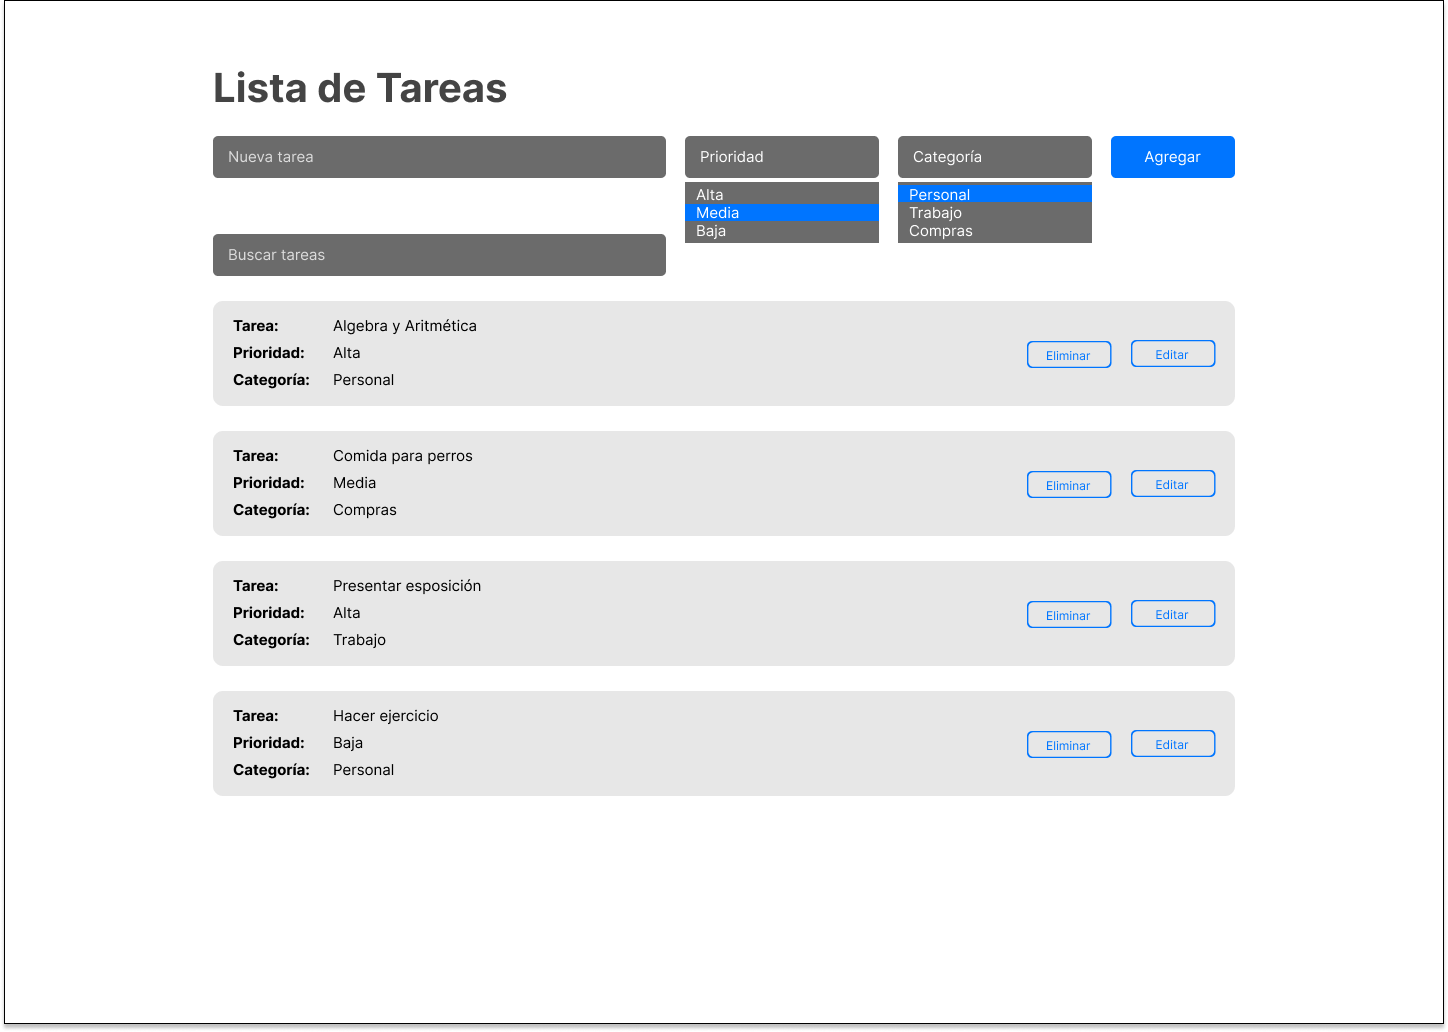 Lista de Tareas
Nueva tarea
Prioridad
Categoría
Agregar
Alta
Media
Baja
Personal
Trabajo
Compras
Buscar tareas
Tarea: Algebra y Aritmética
Prioridad: Alta
Categoría: Personal
Eliminar
Editar
Tarea: Comida para perros
Prioridad: Media
Categoría: Compras
Eliminar
Editar
Tarea: Presentar esposición
Prioridad: Alta
Categoría: Trabajo
Eliminar
Editar
Tarea: Hacer ejercicio
Prioridad: Baja
Categoría: Personal
Eliminar
Editar